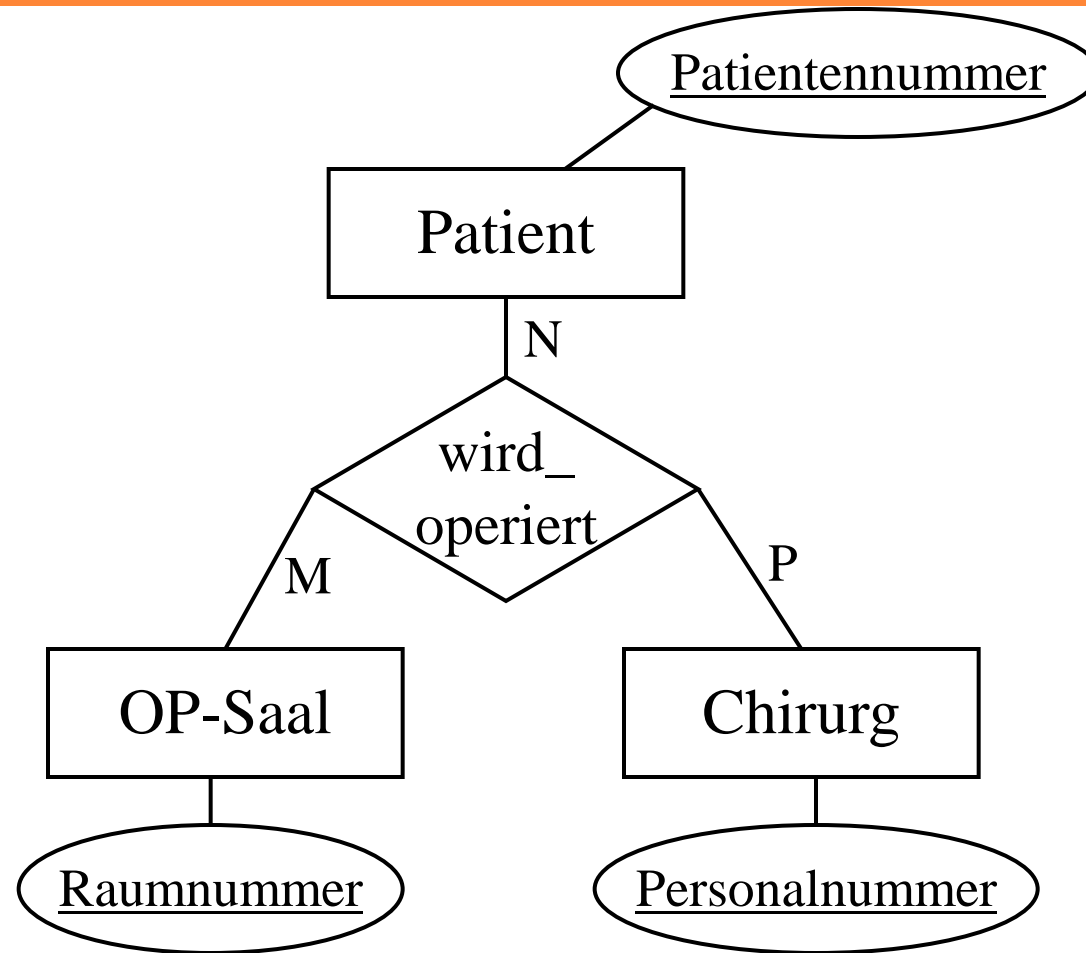 Patientennummer
Patient
N
wird_
operiert
M
P
OP-Saal
Chirurg
Raumnummer
Personalnummer